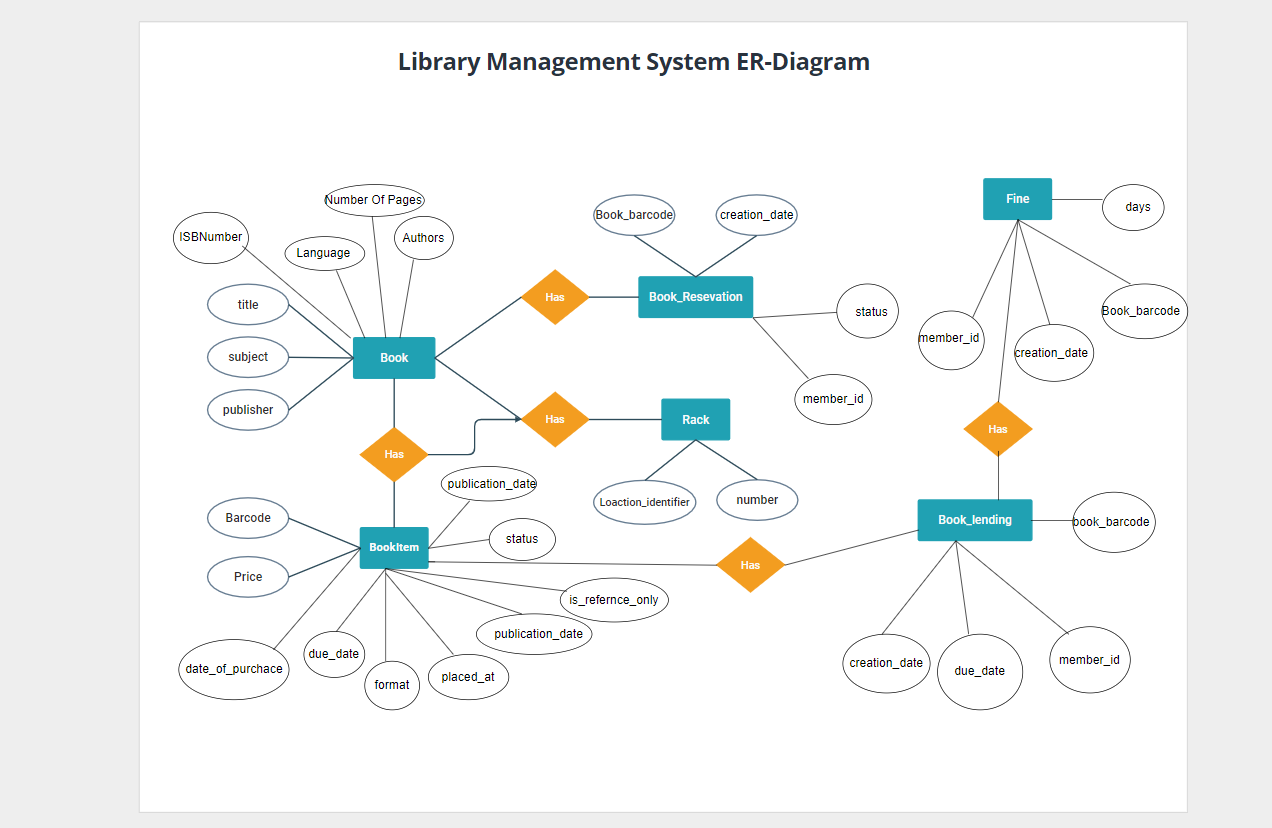 Library Management System ER-Diagram
Number Of Pages
ISBNumber
Language
Authors
title
subject
publisher
Book
Has
Book_barcode
creation_date
Book_Resevation
status
member_id
Has
Rack
Loaction_identifier
number
Has
publication_date
status
Barcode
Price
BookItem
is_refernce_only
publication_date
date_of_purchace
due_date
format
placed_at
Has
Fine
days
member_id
creation_date
Book_barcode
Has
Book_lending
book_barcode
creation_date
due_date
member_id